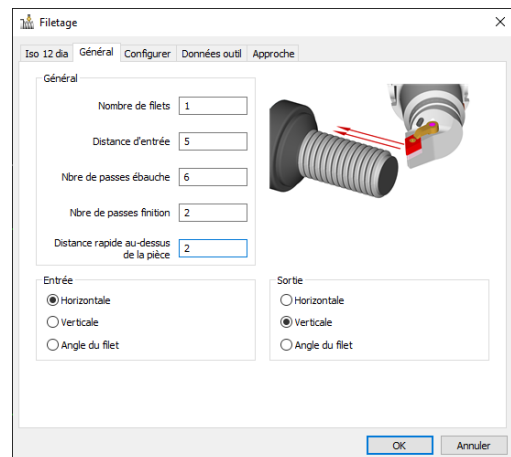 Filetage
Iso 12 dia Général Configurer Données outil Approche
Général
Nombre de filets 1
Distance d'entrée 5
Nbre de passes ébauche 6
Nbre de passes finition 2
Distance rapide au-dessus
de la pièce 2
Entrée
Horizontale
Verticale
Angle du filet
Sortie
Horizontale
Verticale
Angle du filet
OK Annuler